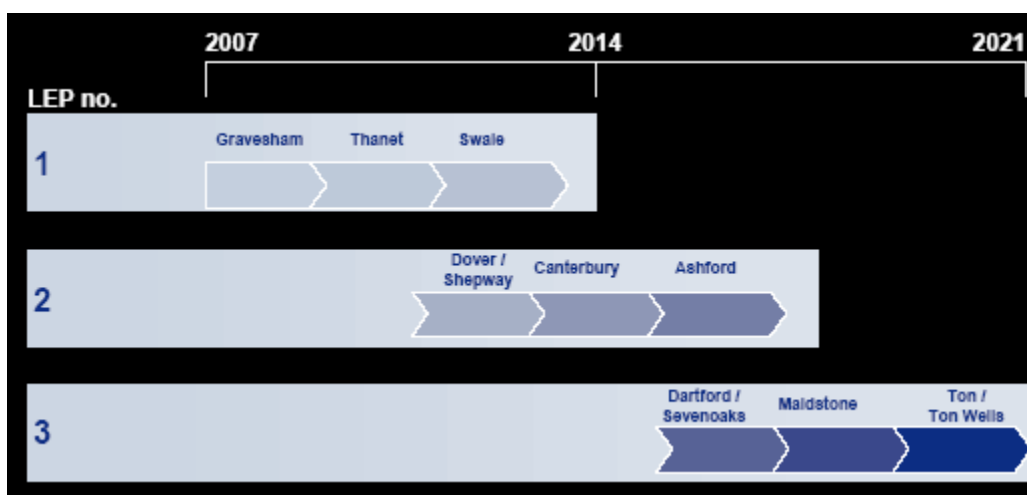 2007 2014 2021
LEP no.
Gravesham Thanet Swale
1
Dover /
Shepway Canterbury Ashford
2
Dartford /
Sevenoaks Maidstone Ton /
Ton Wells
3